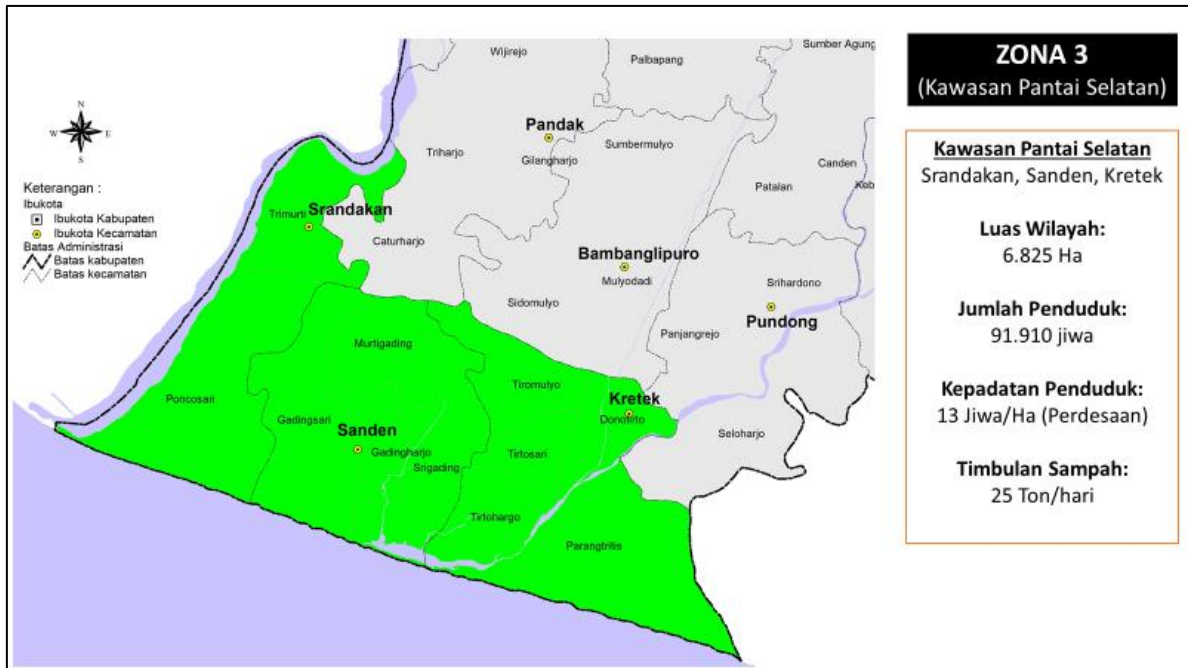 ZONA 3
(Kawasan Pantai Selatan)
Kawasan Pantai Selatan
Srandakan, Sanden, Kretek
Luas Wilayah:
6.825 Ha
Jumlah Penduduk:
91.910 jiwa
Kepadatan Penduduk:
13 Jiwa/Ha (Perdesaan)
Timbulan Sampah:
25 Ton/hari
N
W E
S
Keterangan :
Ibukota
Ibukota Kabupaten
Ibukota Kecamatan
Batas Administrasi
Batas kabupaten
Batas kecamatan
Wijirejo
Palbapang
Sumber Agung
Pandak
Triharjo
Gilangharjo
Sumbermulyo
Canden
Patalan
Keb
Trimurti
Srandakan
Caturharjo
Bambanglipuro
Mulyodadi
Sidomulyo
Srihardono
Pundong
Panjangrejo
Murtigading
Poncosari
Tiromulyo
Kretek
Donotirto
Gadingsari
Sanden
Gadingharjo
Srigading
Tirtosari
Seloharjo
Tirtohargo
Parangtritis